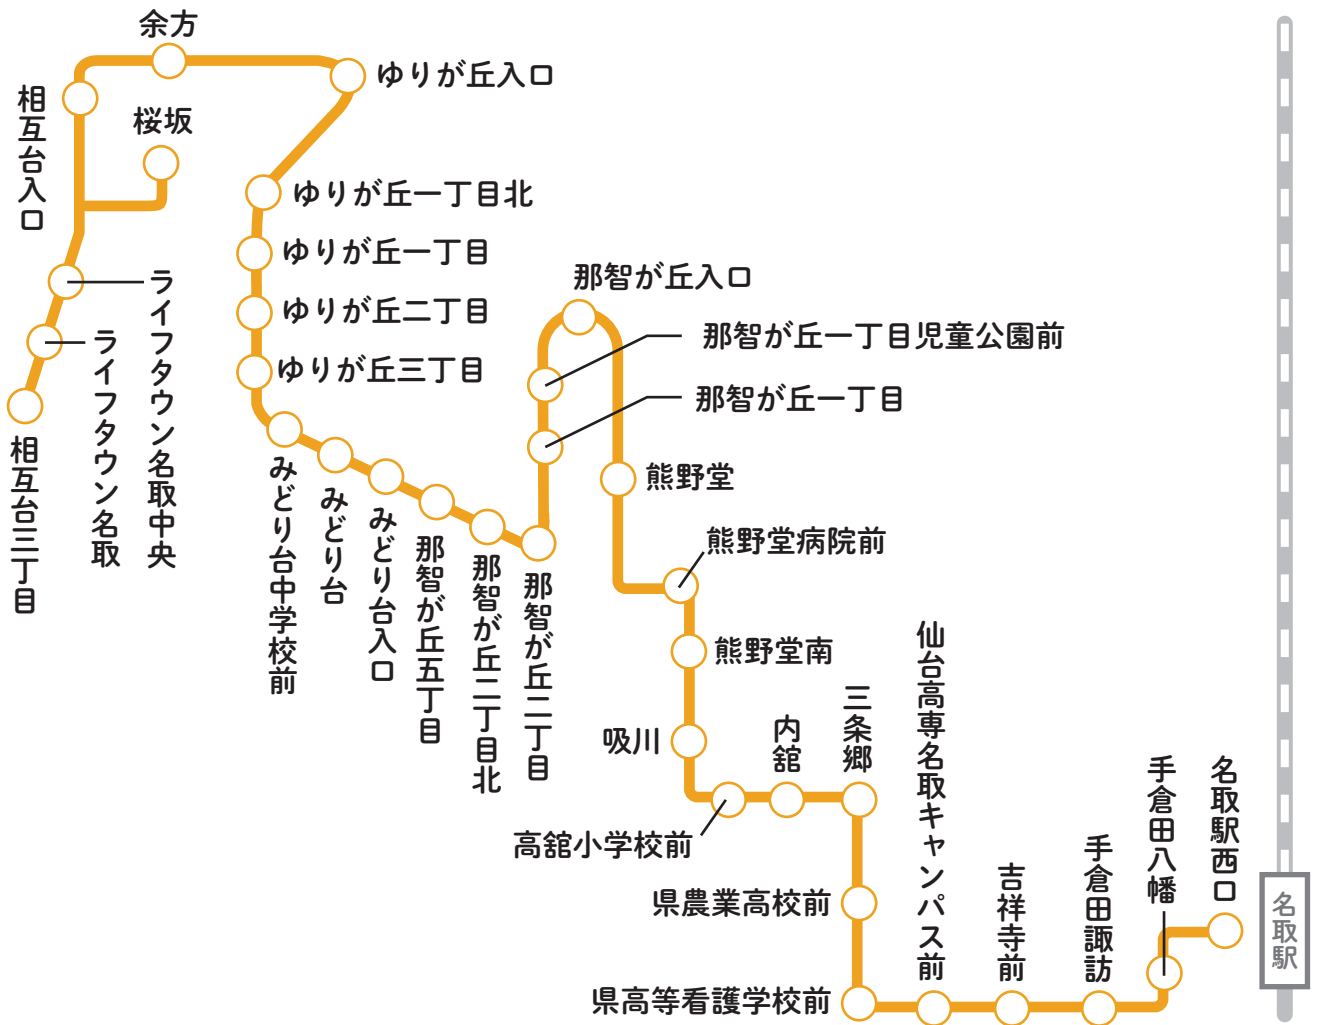 余方
ゆりが丘入口
相互台入口
桜坂
ゆりが丘一丁目北
ゆりが丘一丁目
ゆりが丘二丁目
ゆりが丘三丁目
ライフタウン名取中央
ライフタウン名取
相互台三丁目
みどり台中学校前
みどり台
みどり台入口
那智が丘五丁目
那智が丘二丁目北
那智が丘二丁目
那智が丘入口
那智が丘一丁目児童公園前
那智が丘一丁目
熊野堂
熊野堂病院前
熊野堂南
吸川
高舘小学校前
内舘
三条郷
県農業高校前
県高等看護学校前
仙台高専名取キャンパス前
吉祥寺前
手倉田諏訪
手倉田八幡
名取駅西口
名取駅